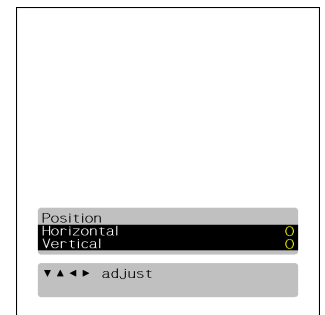 Position
Horizontal 0
Vertical 0
▼▲◄► adjust